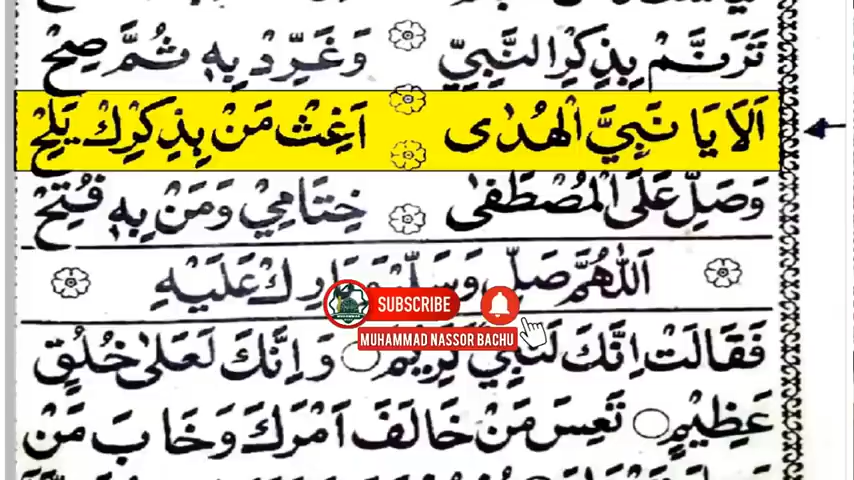 تَرَنَّمْ بِذِكْرِ النَّبِيِّ وَغَرِّدْ بِهٖ ثُمَّ صِحْ
اَلَا يَا نَبِيَّ الْهُدٰى اَغِثْ مَنْ بِذِكْرِكْ يَلِحْ
وَصَلِّ عَلَى الْمُصْطَفٰى خِتَامِيْ وَمَنْ بِهٖ فُتِحْ
اَللّٰهُمَّ صَلِّ وَسَلِّمْ وَبَارِكْ عَلَيْهِ
SUBSCRIBE
MUHAMMAD NASSOR BACHU
فَقَالَتْ اِنَّكَ لَنَبِيٌّ كَرِيْمٌ وَاِنَّكَ لَعَلٰى خُلُقٍ
عَظِيْمٍ تَعِسَ مَنْ خَالَفَ اَمْرَكَ وَخَابَ مَنْ